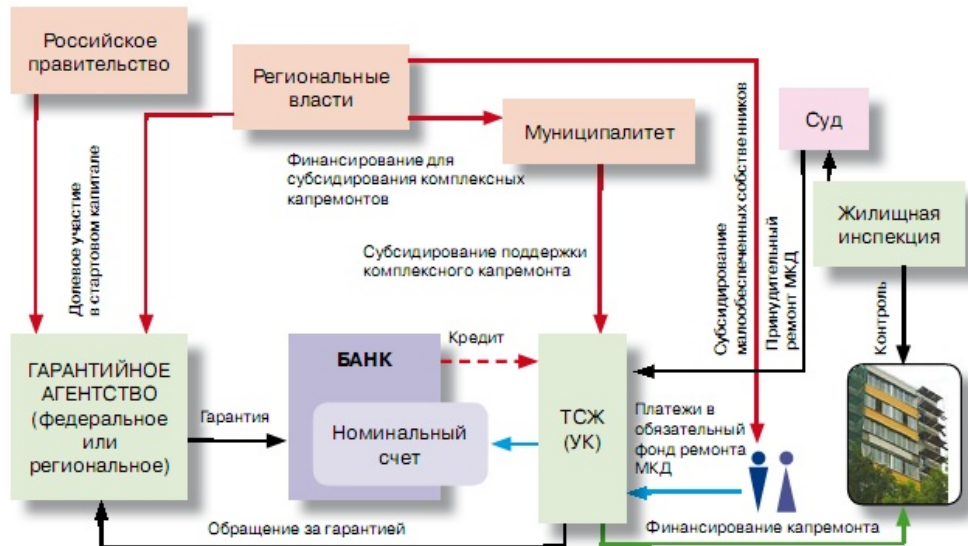 Российское
правительство
Региональные
власти
Муниципалитет
Суд
Жилищная
инспекция
Финансирование для
субсидирования комплексных
капремонтов
Долевое участие
в стартовом капитале
Субсидирование поддержки
комплексного капремонта
Субсидирование
малообеспеченных собственников
Принудительный
ремонт МКД
Контроль
ГАРАНТИЙНОЕ
АГЕНТСТВО
(федеральное
или
региональное)
Гарантия
БАНК
Номинальный
счет
Кредит
ТСЖ
(УК)
Платежи в
обязательный
фонд ремонта
МКД
Обращение за гарантией
Финансирование капремонта